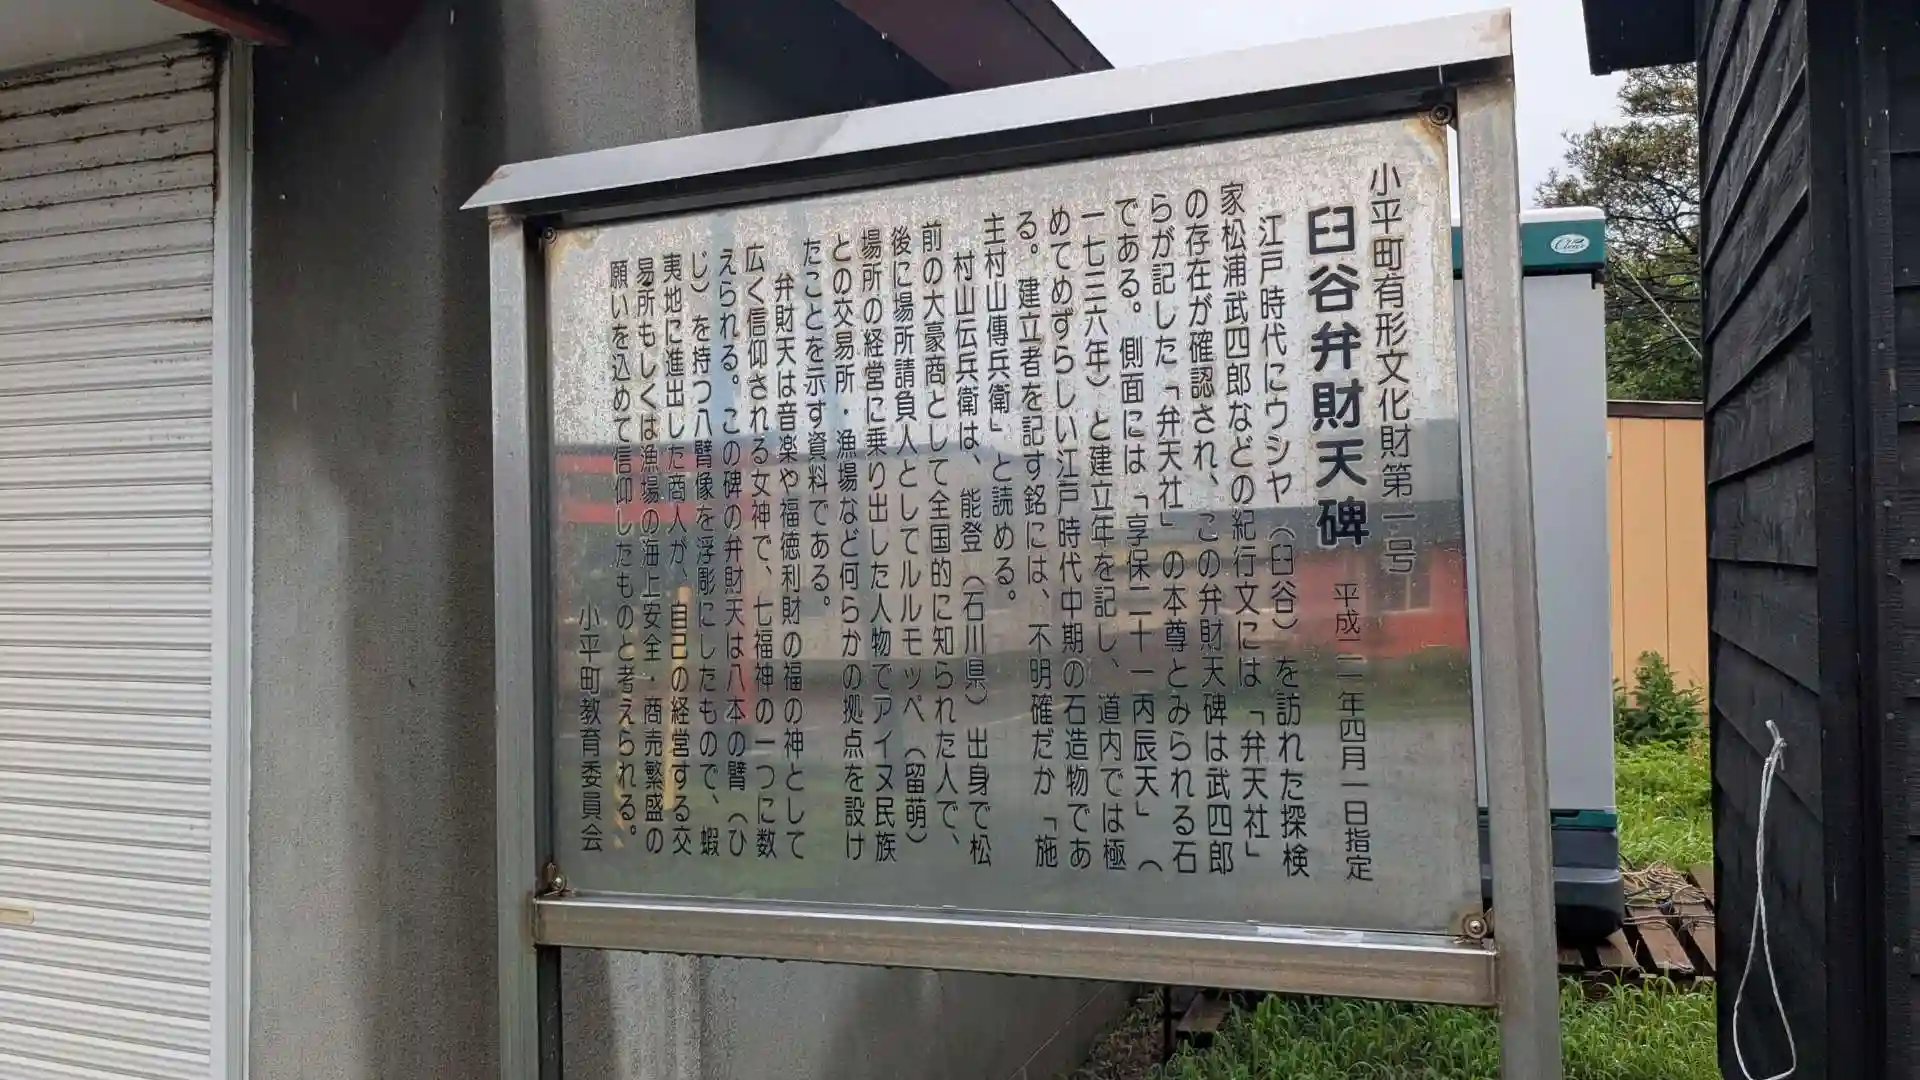 小平町有形文化財第一号
臼谷弁財天碑
平成二一年四月一日指定
江戸時代にウシヤ（臼谷）を訪れた探検
家松浦武四郎などの紀行文には「弁天社」
の存在が確認され、この弁財天碑は武四郎
らが記した「弁天社」の本尊とみられる石
である。側面には「享保二十一丙辰天」（
一七三六年）と建立年を記し、道内では極
めてめずらしい江戸時代中期の石造物であ
る。建立者を記す銘には、不明確だか「施
主村山傳兵衛」と読める。
村山伝兵衛は、能登（石川県）出身で松
前の大豪商として全国的に知られた人で、
後に場所請負人としてルルモッペ（留萌）
場所の経営に乗り出した人物でアイヌ民族
との交易所・漁場など何らかの拠点を設け
たことを示す資料である。
弁財天は音楽や福徳利財の福の神として
広く信仰される女神で、七福神の一つに数
えられる。この碑の弁財天は八本の臂（ひ
じ）を持つ八臂像を浮彫にしたもので、蝦
夷地に進出した商人が、自己の経営する交
易所もしくは漁場の海上安全・商売繁盛の
願いを込めて信仰したものと考えられる。
小平町教育委員会
Clear